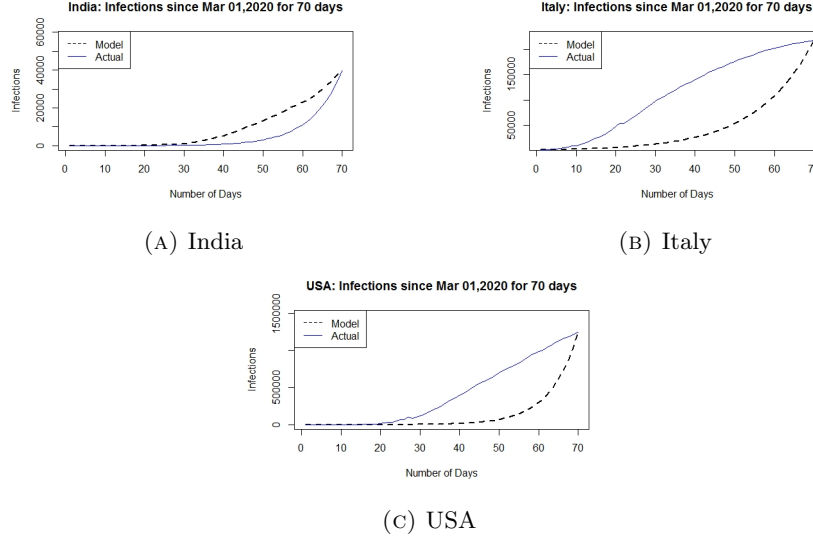 India: Infections since Mar 01,2020 for 70 days
60000
40000
20000
0
Infections
Model
Actual
0 10 20 30 40 50 60 70
Number of Days
(A) India
Italy: Infections since Mar 01,2020 for 70 days
150000
50000
Infections
Model
Actual
0 10 20 30 40 50 60 70
Number of Days
(B) Italy
USA: Infections since Mar 01,2020 for 70 days
1500000
500000
0
Infections
Model
Actual
0 10 20 30 40 50 60 70
Number of Days
(C) USA